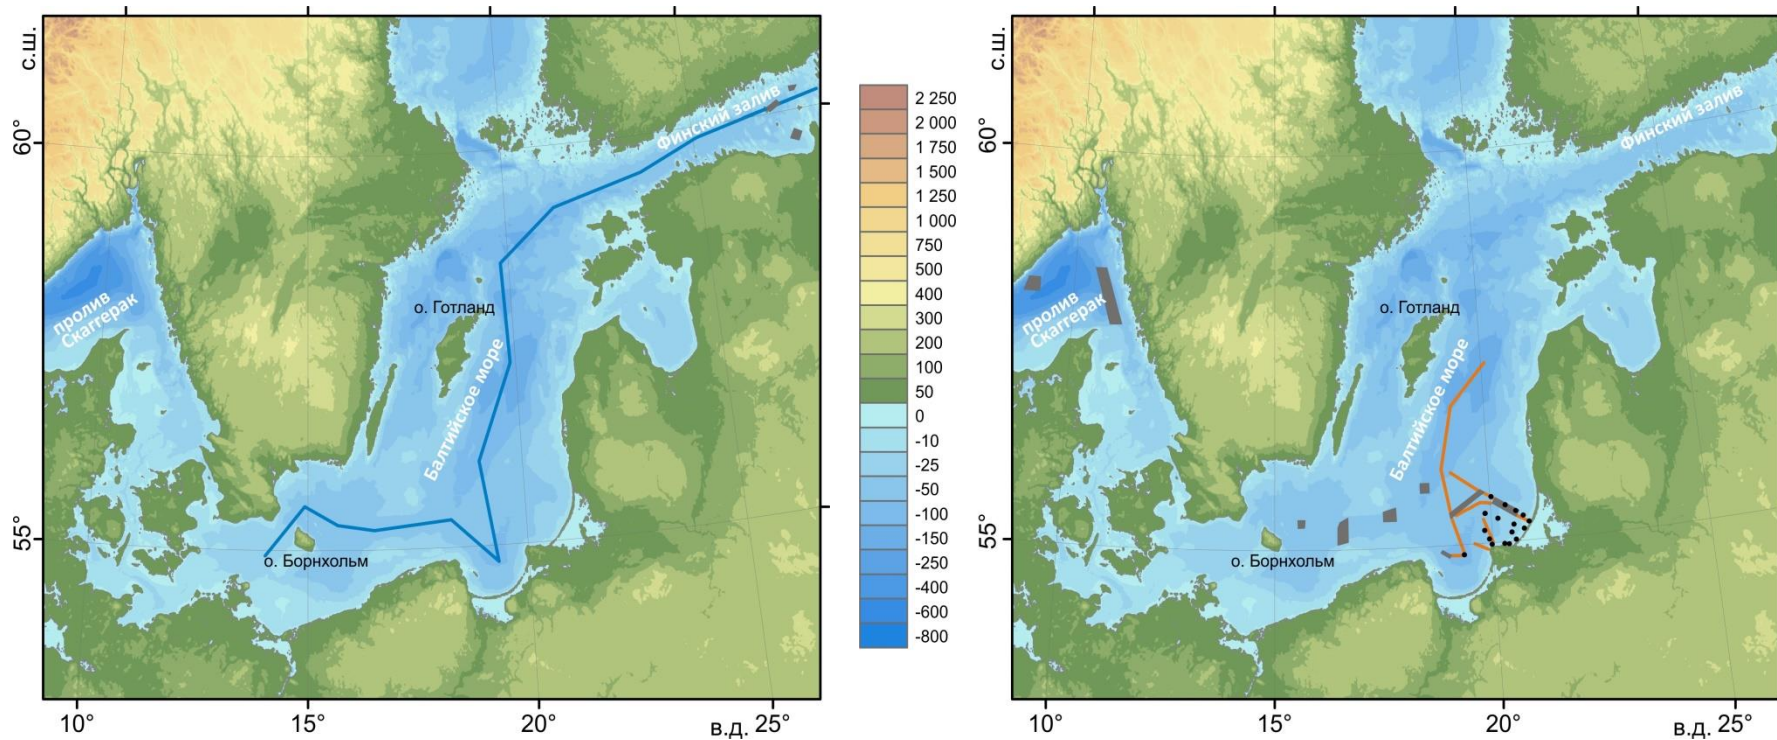 с.ш.
60°
55°
Финский залив
пролив
Скаггерак
о. Готланд
Балтийское море
о. Борнхольм
10°
15°
20°
в.д.
25°
2 250
2 000
1 750
1 500
1 250
1 000
750
500
400
300
200
100
50
0
-10
-25
-50
-100
-150
-250
-400
-600
-800
с.ш.
60°
55°
Финский залив
пролив
Скаггерак
о. Готланд
Балтийское море
о. Борнхольм
10°
15°
20°
в.д.
25°